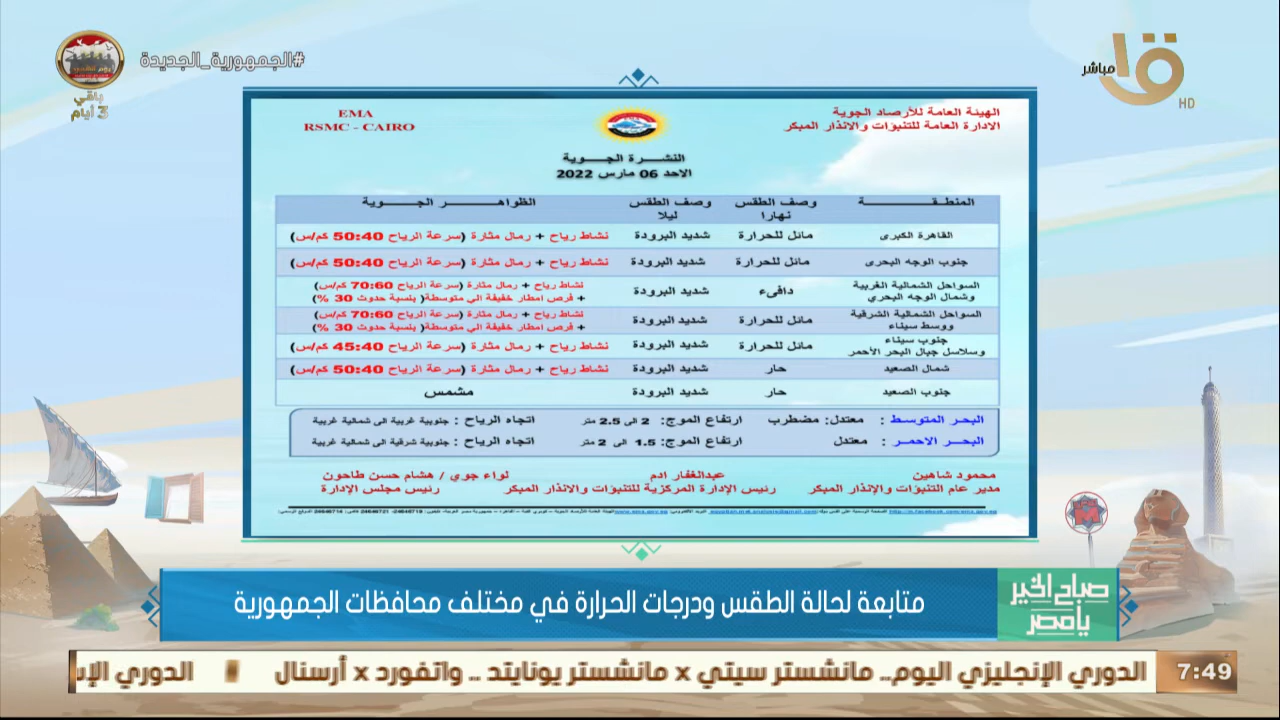 #الجمهورية_الجديدة
باقي
3 أيام
مباشر
HD
الهيئة العامة للأرصاد الجوية
الادارة العامة للتنبؤات والانذار المبكر
EMA
RSMC - CAIRO
النشـــرة الجـــوية
الاحد 06 مارس 2022
المنطقـــة وصف الطقس نهارا وصف الطقس ليلا الظواهـــر الجـــوية
القاهرة الكبرى مائل للحرارة شديد البرودة نشاط رياح + رمال مثارة (سرعة الرياح 50:40 كم/س)
جنوب الوجه البحرى مائل للحرارة شديد البرودة نشاط رياح + رمال مثارة (سرعة الرياح 50:40 كم/س)
السواحل الشمالية الغربية وشمال الوجه البحري دافىء شديد البرودة نشاط رياح + رمال مثارة (سرعة الرياح 70:60 كم/س)
+ فرص امطار خفيفة الي متوسطة( بنسبة حدوث 30 %)
السواحل الشمالية الشرقية ووسط سيناء مائل للحرارة شديد البرودة نشاط رياح + رمال مثارة (سرعة الرياح 70:60 كم/س)
+ فرص امطار خفيفة الي متوسطة( بنسبة حدوث 30 %)
جنوب سيناء وسلاسل جبال البحر الأحمر مائل للحرارة شديد البرودة نشاط رياح + رمال مثارة (سرعة الرياح 45:40 كم/س)
شمال الصعيد حار شديد البرودة نشاط رياح + رمال مثارة (سرعة الرياح 50:40 كم/س)
جنوب الصعيد حار شديد البرودة مشمس
البحر المتوسط : معتدل: مضطرب ارتفاع الموج: 2 الى 2.5 متر اتجاه الرياح : جنوبية غربية الى شمالية غربية
البحر الاحمر : معتدل ارتفاع الموج: 1.5 الى 2 متر اتجاه الرياح : جنوبية شرقية الى شمالية غربية
محمود شاهين عبدالغفار ادم لواء جوي / هشام حسن طاحون
مدير عام التنبؤات والإنذار المبكر رئيس الإدارة المركزية للتنبؤات والانذار المبكر رئيس مجلس الإدارة
صباح الخير
يا مصر
متابعة لحالة الطقس ودرجات الحرارة في مختلف محافظات الجمهورية
7:49 الدوري الإنجليزي اليوم.. مانشستر سيتي x مانشستر يونايتد .. واتفورد x أرسنال الدوري الإس